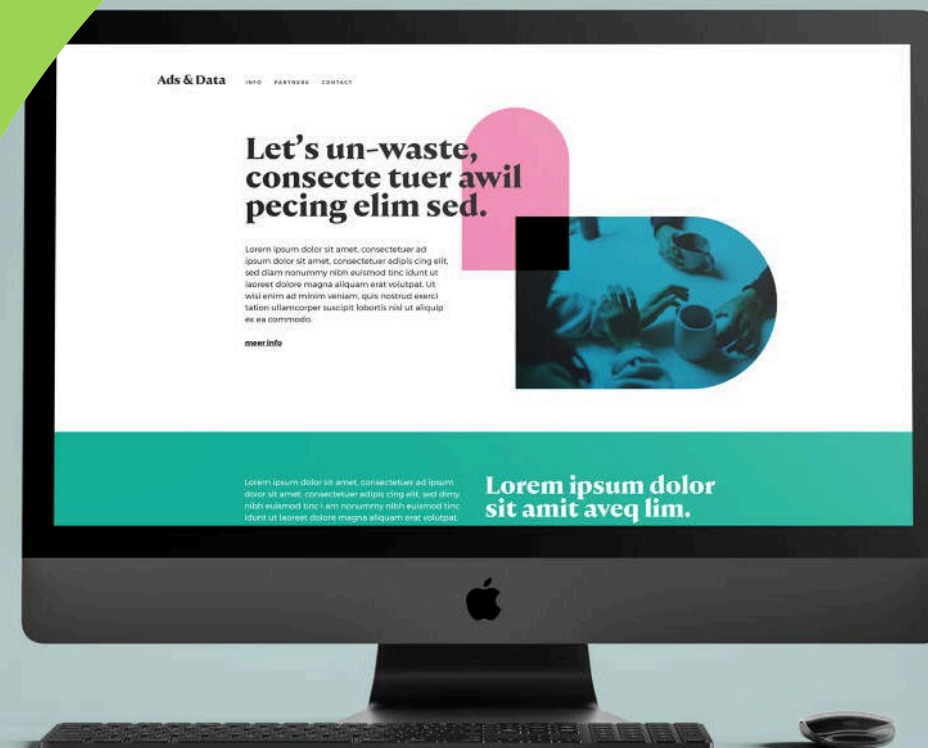 Ads & Data
INFO PARTNERS CONTACT
Let's un-waste,
consecte tuer awil
pecing elim sed.
Lorem ipsum dolor sit amet, consectetuer ad
ipsum dolor sit amet, consectetuer adipis cing elit,
sed diam nonummy nibh euismod tinc idunt ut
laoreet dolore magna aliquam erat volutpat. Ut
wisi enim ad minim veniam, quis nostrud exerci
tation ullamcorper suscipit lobortis nisl ut aliquip
ex ea commodo.
meer info
Lorem ipsum dolor sit amet, consectetuer ad ipsum
dolor sit amet, consectetuer adipis cing elit, sed dimy
nibh euismod tinc i am nonummy nibh euismod tinc
idunt ut laoreet dolore magna aliquam erat volutpat.
Lorem ipsum dolor
sit amit aveq lim.